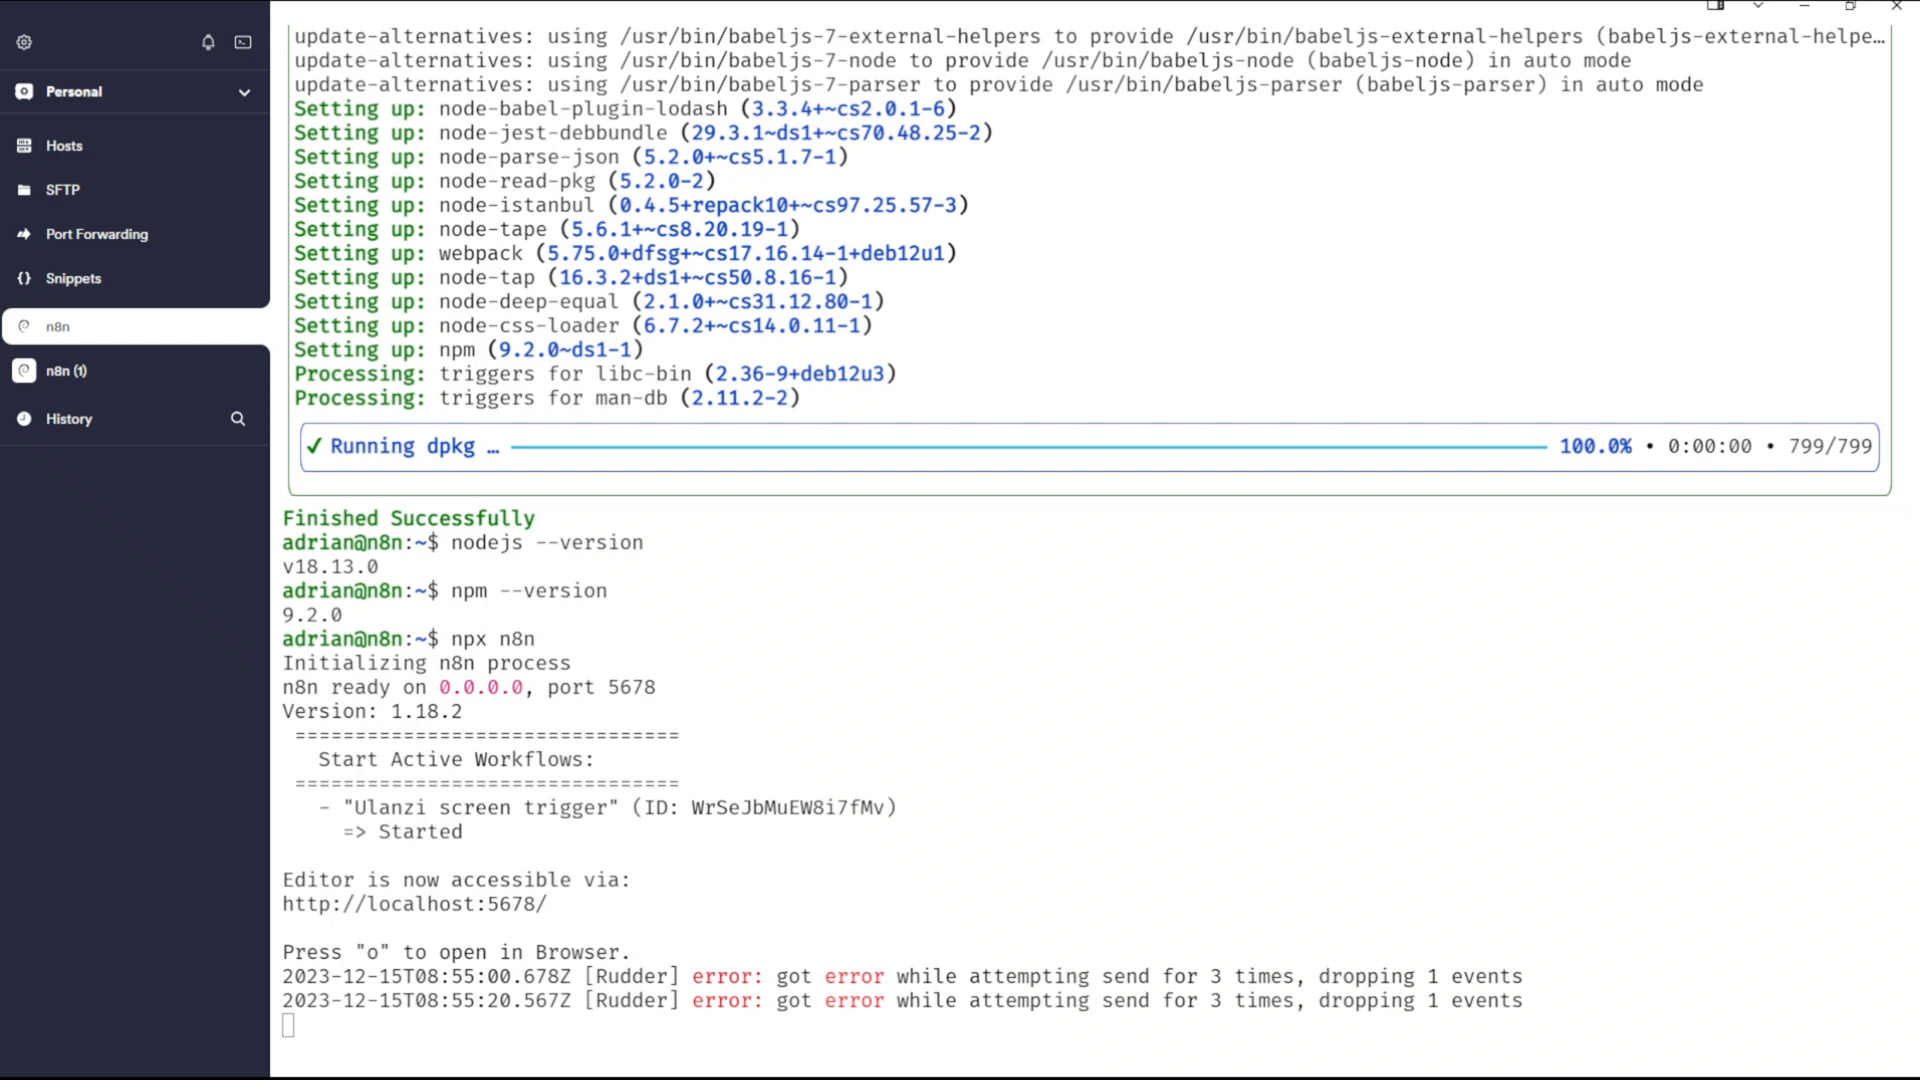 Personal
Hosts
SFTP
Port Forwarding
Snippets
n8n
n8n (1)
History
update-alternatives: using /usr/bin/babeljs-7-external-helpers to provide /usr/bin/babeljs-external-helpers (babeljs-external-helpe…
update-alternatives: using /usr/bin/babeljs-7-node to provide /usr/bin/babeljs-node (babeljs-node) in auto mode
update-alternatives: using /usr/bin/babeljs-7-parser to provide /usr/bin/babeljs-parser (babeljs-parser) in auto mode
Setting up: node-babel-plugin-lodash (3.3.4+~cs2.0.1-6)
Setting up: node-jest-debbundle (29.3.1~ds1+~cs70.48.25-2)
Setting up: node-parse-json (5.2.0+~cs5.1.7-1)
Setting up: node-read-pkg (5.2.0-2)
Setting up: node-istanbul (0.4.5+repack10+~cs97.25.57-3)
Setting up: node-tape (5.6.1+~cs8.20.19-1)
Setting up: webpack (5.75.0+dfsg+~cs17.16.14-1+deb12u1)
Setting up: node-tap (16.3.2+ds1+~cs50.8.16-1)
Setting up: node-deep-equal (2.1.0+~cs31.12.80-1)
Setting up: node-css-loader (6.7.2+~cs14.0.11-1)
Setting up: npm (9.2.0~ds1-1)
Processing: triggers for libc-bin (2.36-9+deb12u3)
Processing: triggers for man-db (2.11.2-2)
✓ Running dpkg … 100.0% • 0:00:00 • 799/799
Finished Successfully
adrian@n8n:~$ nodejs --version
v18.13.0
adrian@n8n:~$ npm --version
9.2.0
adrian@n8n:~$ npx n8n
Initializing n8n process
n8n ready on 0.0.0.0, port 5678
Version: 1.18.2
================================
Start Active Workflows:
================================
- "Ulanzi screen trigger" (ID: WrSeJbMuEW8i7fMv)
=> Started
Editor is now accessible via:
http://localhost:5678/
Press "o" to open in Browser.
2023-12-15T08:55:00.678Z [Rudder] error: got error while attempting send for 3 times, dropping 1 events
2023-12-15T08:55:20.567Z [Rudder] error: got error while attempting send for 3 times, dropping 1 events